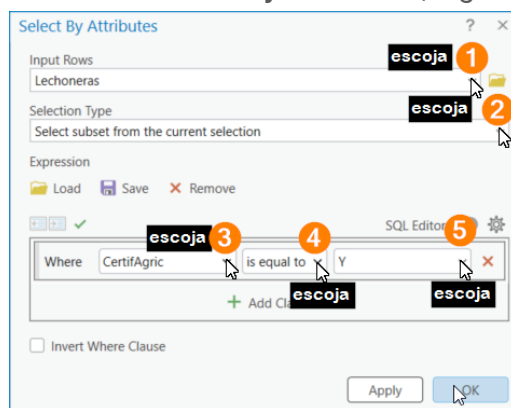 Select By Attributes ? ×
Input Rows escoja 1
Lechoneras
Selection Type escoja 2
Select subset from the current selection
Expression
Load Save × Remove
SQL Editor
escoja 3 4 5
Where CertifAgric is equal to Y ×
escoja escoja
+ Add
Invert Where Clause
Apply OK